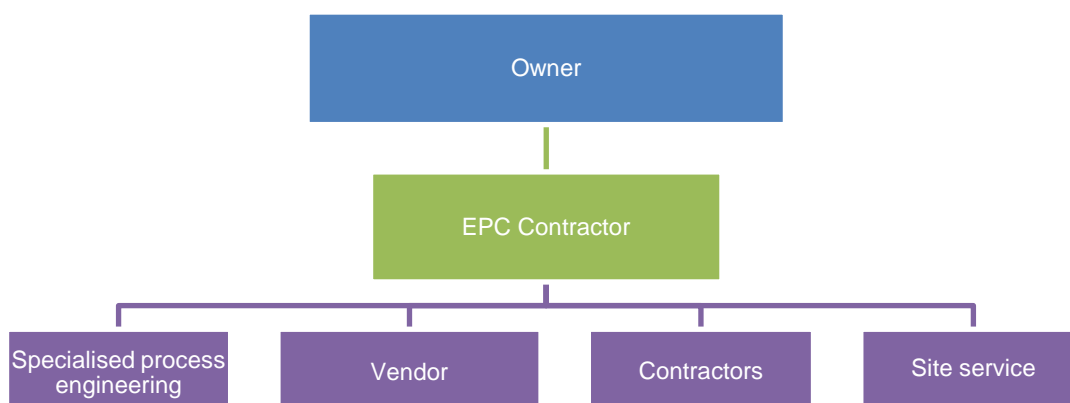 Owner
EPC Contractor
Specialised process
engineering
Vendor
Contractors
Site service